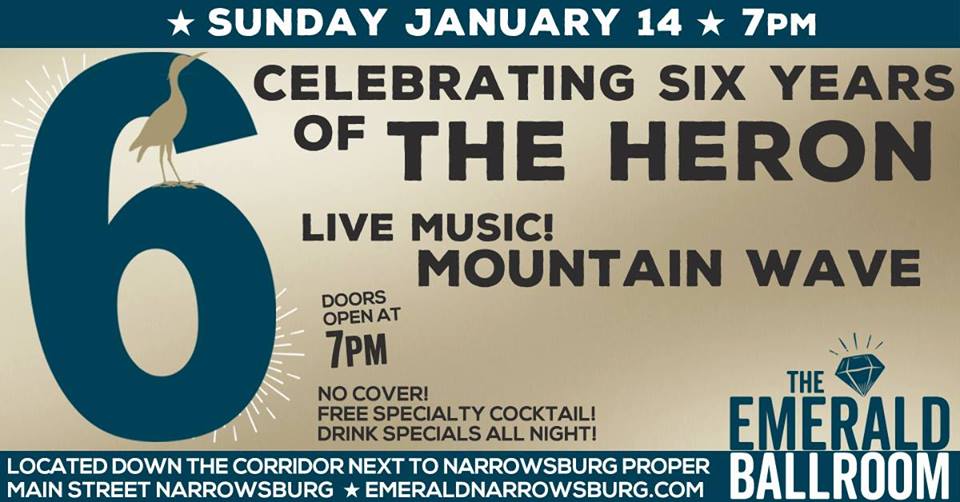 ★ SUNDAY JANUARY 14 ★ 7PM
6
CELEBRATING SIX YEARS
OF THE HERON
LIVE MUSIC!
MOUNTAIN WAVE
DOORS
OPEN AT
7PM
NO COVER!
FREE SPECIALTY COCKTAIL!
DRINK SPECIALS ALL NIGHT!
THE
EMERALD
BALLROOM
LOCATED DOWN THE CORRIDOR NEXT TO NARROWSBURG PROPER
MAIN STREET NARROWSBURG ★ EMERALDNARROWSBURG.COM